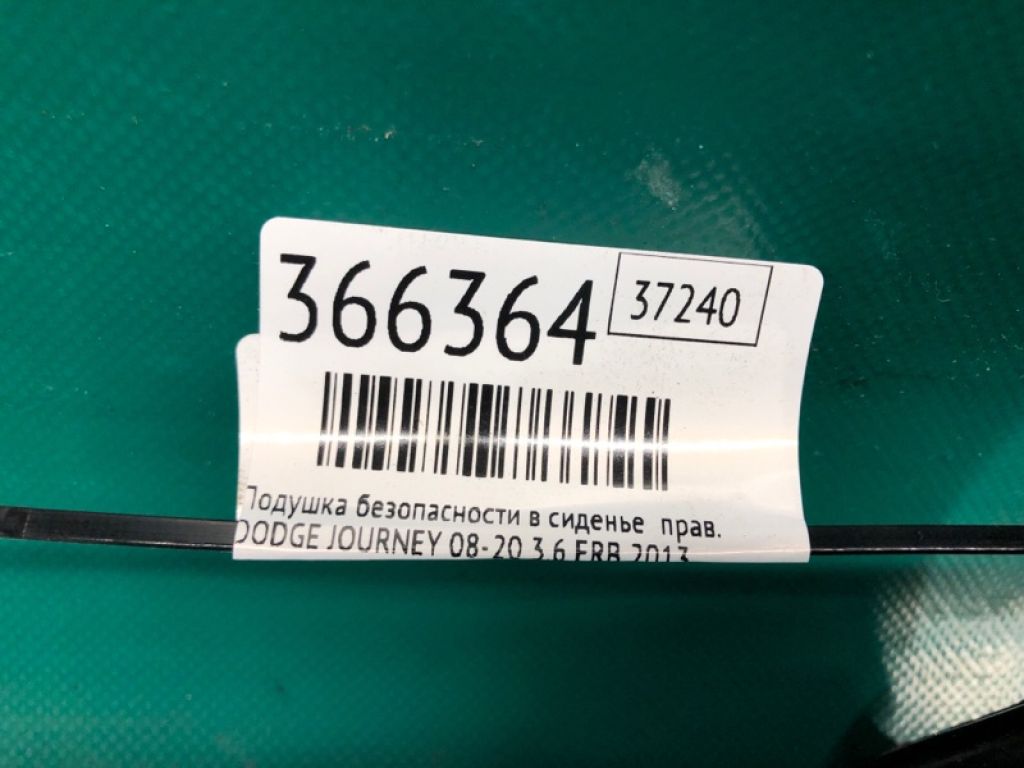 366364
37240
Подушка безопасности в сиденье прав.
DODGE JOURNEY 08-20 3.6 ERB 2013